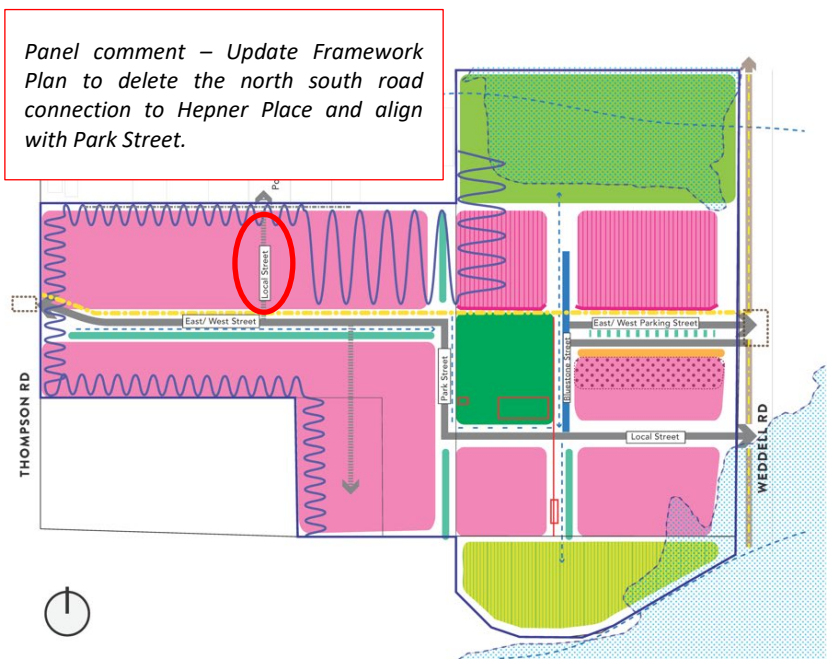 Panel comment – Update Framework
Plan to delete the north south road
connection to Hepner Place and align
with Park Street.
Local Street
East/ West Street
East/ West Parking Street
Park Street
Bluestone Street
Local Street
THOMPSON RD
WEDDELL RD